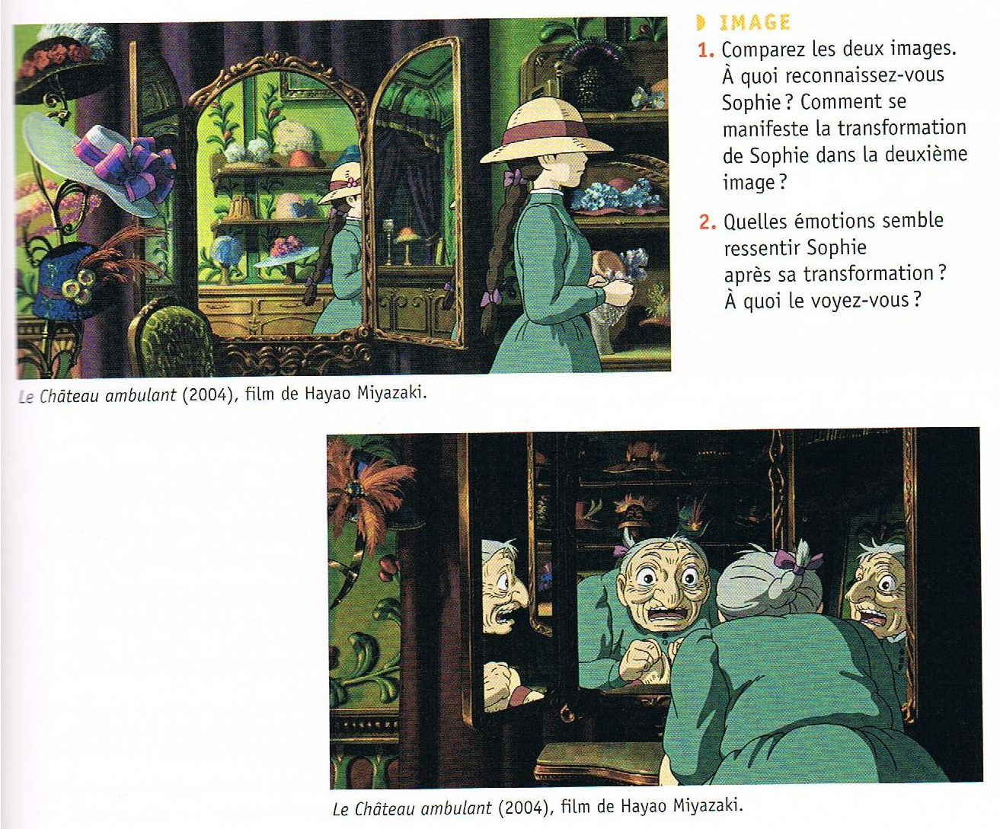 IMAGE
1. Comparez les deux images.
À quoi reconnaissez-vous
Sophie ? Comment se
manifeste la transformation
de Sophie dans la deuxième
image ?
2. Quelles émotions semble
ressentir Sophie
après sa transformation ?
À quoi le voyez-vous ?
Le Château ambulant (2004), film de Hayao Miyazaki.
Le Château ambulant (2004), film de Hayao Miyazaki.